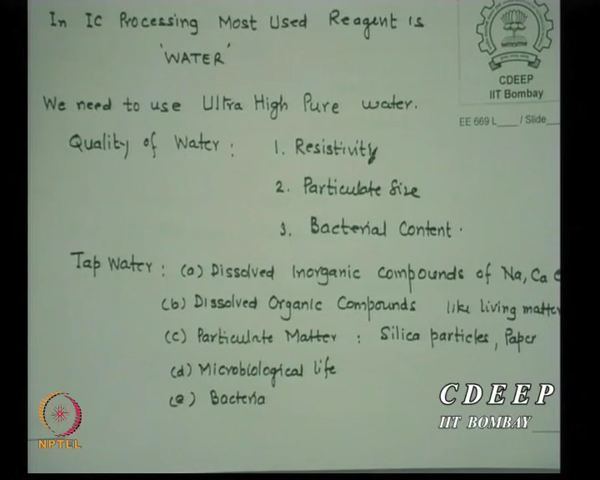 In IC Processing Most Used Reagent is
'WATER'
We need to use Ultra High Pure water.
Quality of Water : 1. Resistivity
2. Particulate Size
3. Bacterial Content.
Tap Water : (a) Dissolved Inorganic Compounds of Na, Ca
(b) Dissolved Organic Compounds like living matter
(c) Particulate Matter : Silica particles, Paper
(d) Microbiological life
(e) Bacteria
CDEEP
IIT Bombay
EE 669 L____ / Slide___
NPTEL
CDEEP
IIT BOMBAY